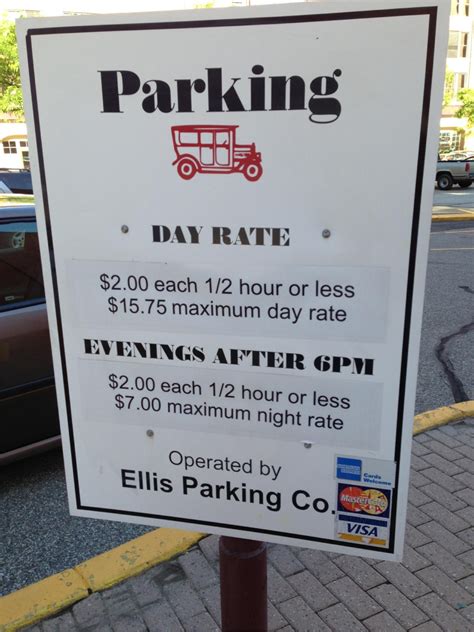 Parking
DAY RATE
$2.00 each 1/2 hour or less
$15.75 maximum day rate
EVENINGS AFTER 6PM
$2.00 each 1/2 hour or less
$7.00 maximum night rate
Operated by
Ellis Parking Co.
Cards
Welcome
MasterCard
VISA